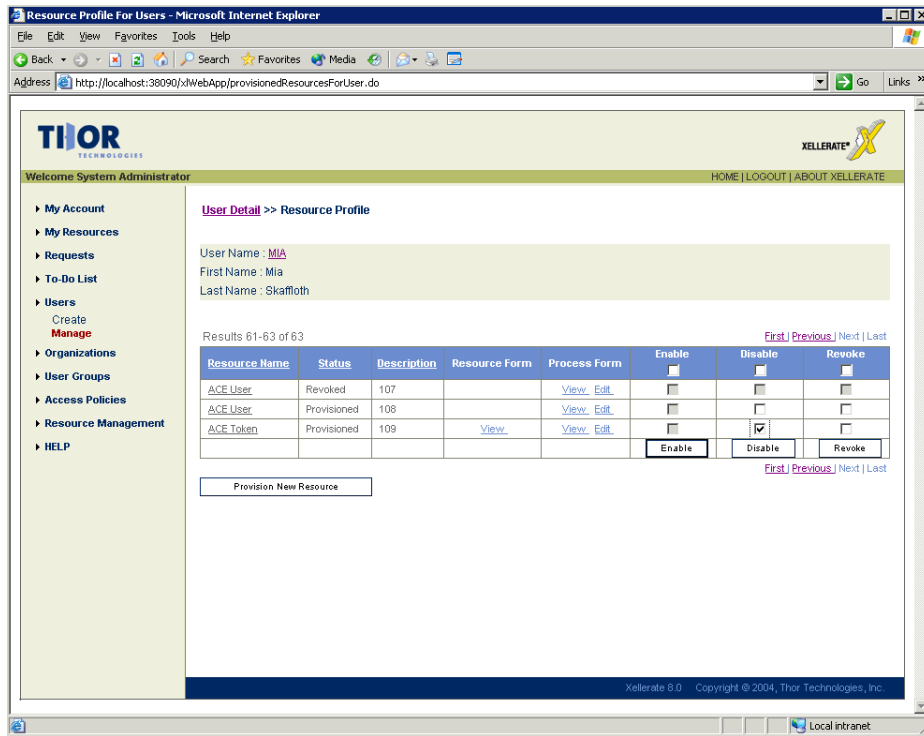 Resource Profile For Users - Microsoft Internet Explorer
File Edit View Favorites Tools Help
Back Search Favorites Media
Address http://localhost:38090/xlWebApp/provisionedResourcesForUser.do Go Links »
THOR
TECHNOLOGIES
XELLERATE
Welcome System Administrator HOME | LOGOUT | ABOUT XELLERATE
My Account
My Resources
Requests
To-Do List
Users
Create
Manage
Organizations
User Groups
Access Policies
Resource Management
HELP
User Detail >> Resource Profile
User Name : MIA
First Name : Mia
Last Name : Skaffloth
Results 61-63 of 63 First | Previous | Next | Last
Resource Name Status Description Resource Form Process Form Enable Disable Revoke
ACE User Revoked 107 View Edit
ACE User Provisioned 108 View Edit
ACE Token Provisioned 109 View View Edit
Enable Disable Revoke
First | Previous | Next | Last
Provision New Resource
Xellerate 8.0 Copyright © 2004, Thor Technologies, Inc.
Local intranet